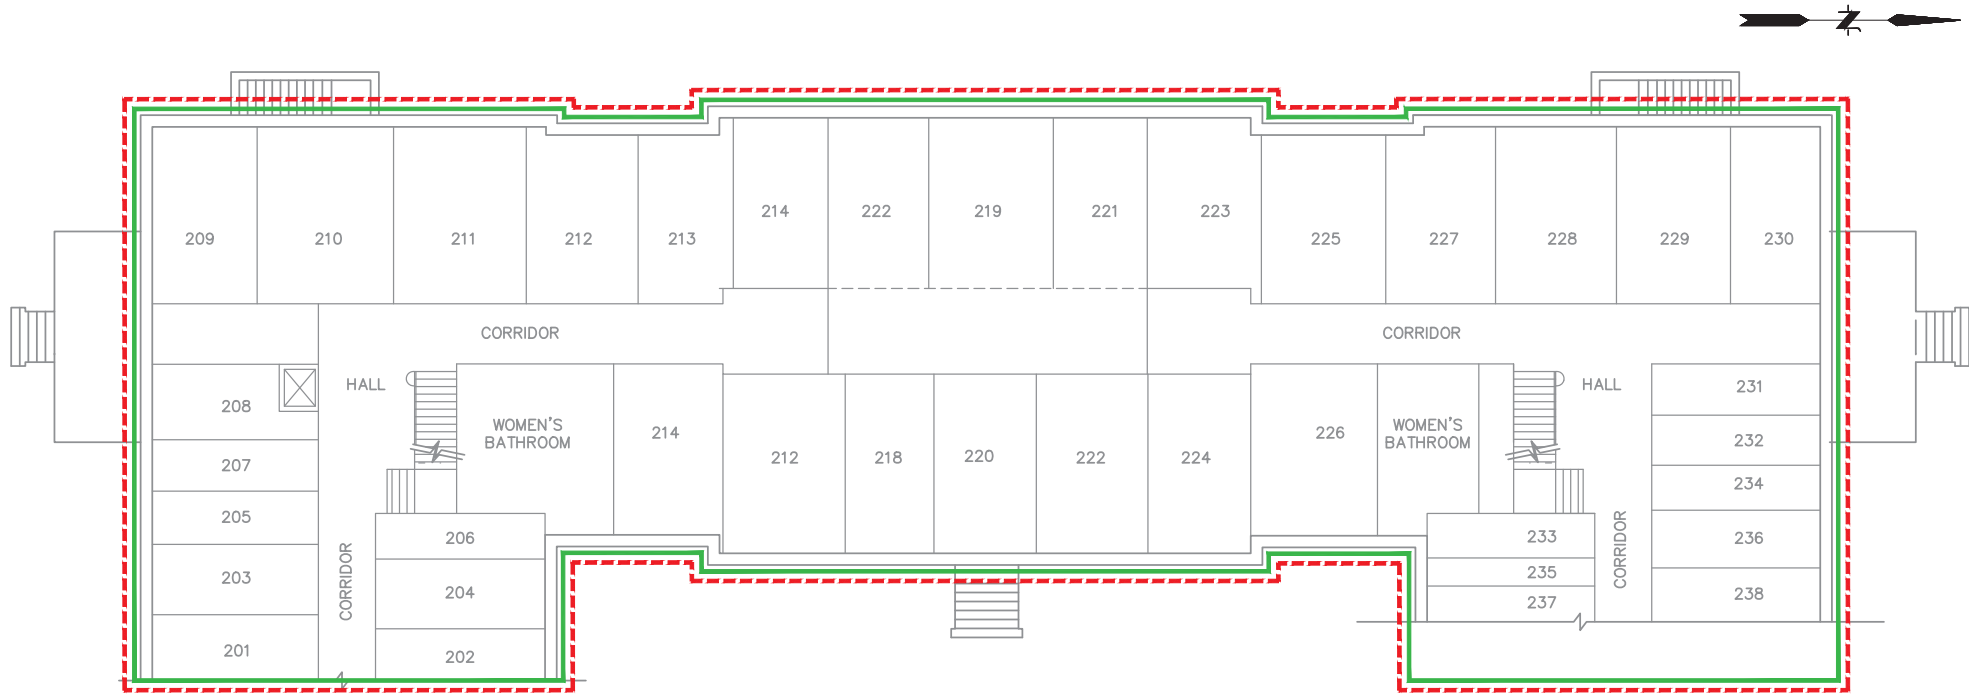 N
214 222 219 221 223
209 210 211 212 213 225 227 228 229 230
CORRIDOR CORRIDOR
HALL HALL
208 231
WOMEN'S
BATHROOM
214
226
WOMEN'S
BATHROOM
232
212 218 220 222 224
207
234
205
206 233 236
203
235
204 237 238
CORRIDOR CORRIDOR
201 202